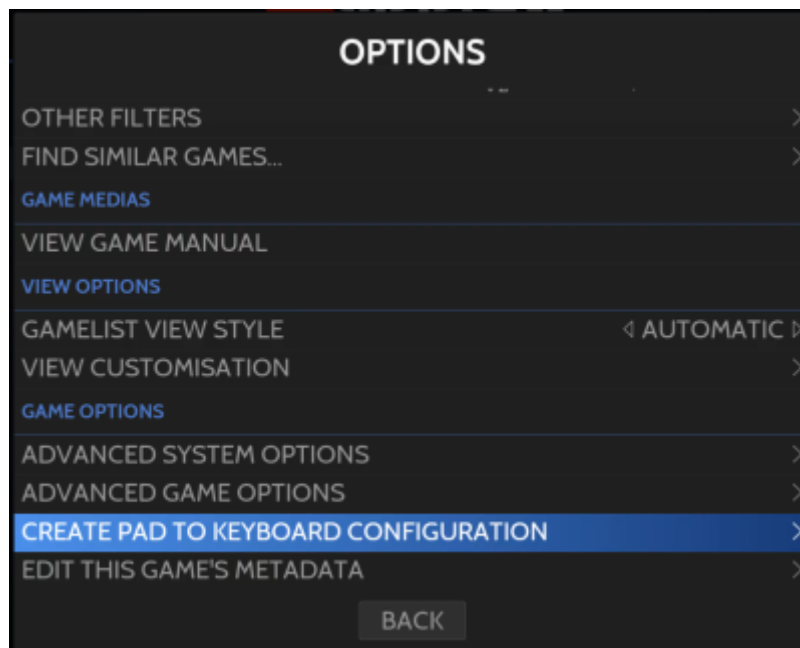 OPTIONS
OTHER FILTERS
FIND SIMILAR GAMES...
GAME MEDIAS
VIEW GAME MANUAL
VIEW OPTIONS
GAMELIST VIEW STYLE AUTOMATIC
VIEW CUSTOMISATION
GAME OPTIONS
ADVANCED SYSTEM OPTIONS
ADVANCED GAME OPTIONS
CREATE PAD TO KEYBOARD CONFIGURATION
EDIT THIS GAME'S METADATA
BACK